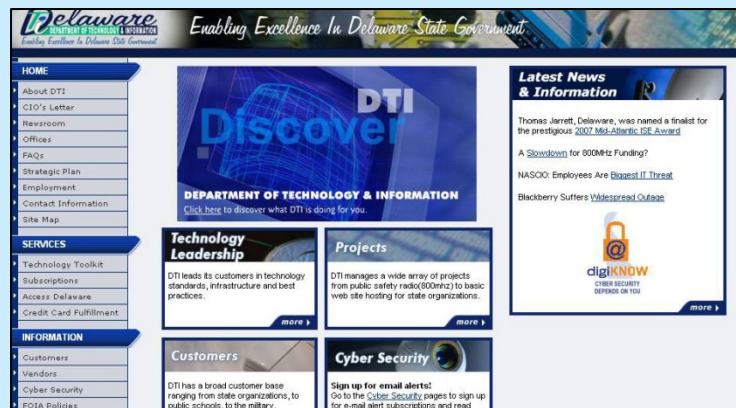 Delaware
DEPARTMENT OF TECHNOLOGY & INFORMATION
Enabling Excellence In Delaware State Government
Enabling Excellence In Delaware State Government
HOME
About DTI
CIO's Letter
Newsroom
Offices
FAQs
Strategic Plan
Employment
Contact Information
Site Map
SERVICES
Technology Toolkit
Subscriptions
Access Delaware
Credit Card Fulfillment
INFORMATION
Customers
Vendors
Cyber Security
FOIA Policies
DTI
Discover
DEPARTMENT OF TECHNOLOGY & INFORMATION
Click here to discover what DTI is doing for you.
Technology
Leadership
DTI leads its customers in technology
standards, infrastructure and best
practices.
more
Projects
DTI manages a wide array of projects
from public safety radio(800mhz) to basic
web site hosting for state organizations.
more
Customers
DTI has a broad customer base
ranging from state organizations, to
public schools, to the military.
Cyber Security
Sign up for email alerts!
Go to the Cyber Security pages to sign up
for e-mail alert subscriptions and read
Latest News
& Information
Thomas Jarrett, Delaware, was named a finalist for
the prestigious 2007 Mid-Atlantic ISE Award
A Slowdown for 800MHz Funding?
NASCIO: Employees Are Biggest IT Threat
Blackberry Suffers Widespread Outage
@
digiKNOW
CYBER SECURITY
DEPENDS ON YOU
more